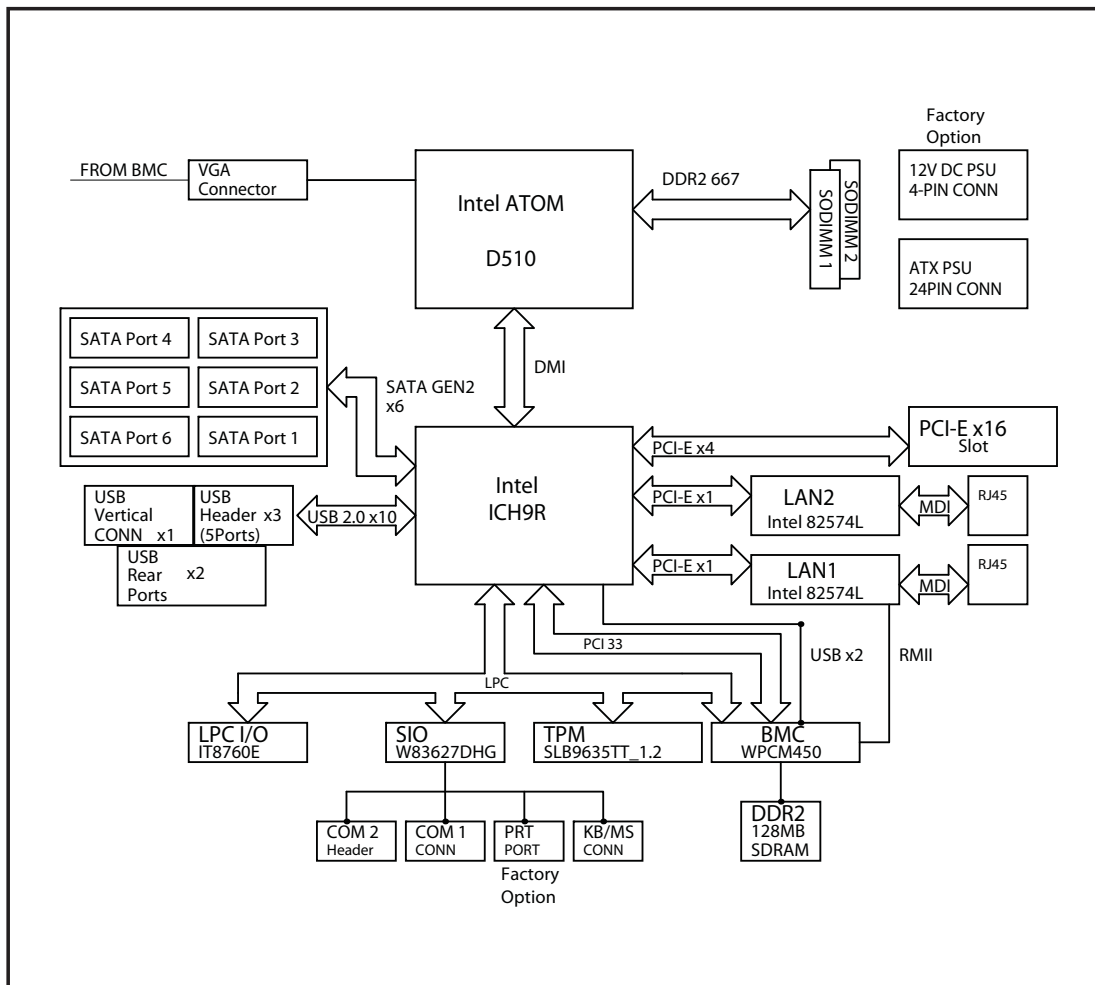 Factory
Option
FROM BMC
VGA
Connector
Intel ATOM
D510
DDR2 667
SODIMM 1
SODIMM 2
12V DC PSU
4-PIN CONN
ATX PSU
24PIN CONN
SATA Port 4
SATA Port 3
SATA Port 5
SATA Port 2
SATA Port 6
SATA Port 1
SATA GEN2
x6
DMI
Intel
ICH9R
PCI-E x4
PCI-E x16
Slot
PCI-E x1
LAN2
Intel 82574L
MDI
RJ45
USB
Vertical
CONN x1
USB
Header x3
(5Ports)
USB
Rear x2
Ports
USB 2.0 x10
PCI-E x1
LAN1
Intel 82574L
MDI
RJ45
PCI 33
USB x2
RMII
LPC
LPC I/O
IT8760E
SIO
W83627DHG
TPM
SLB9635TT_1.2
BMC
WPCM450
COM 2
Header
COM 1
CONN
PRT
PORT
KB/MS
CONN
DDR2
128MB
SDRAM
Factory
Option